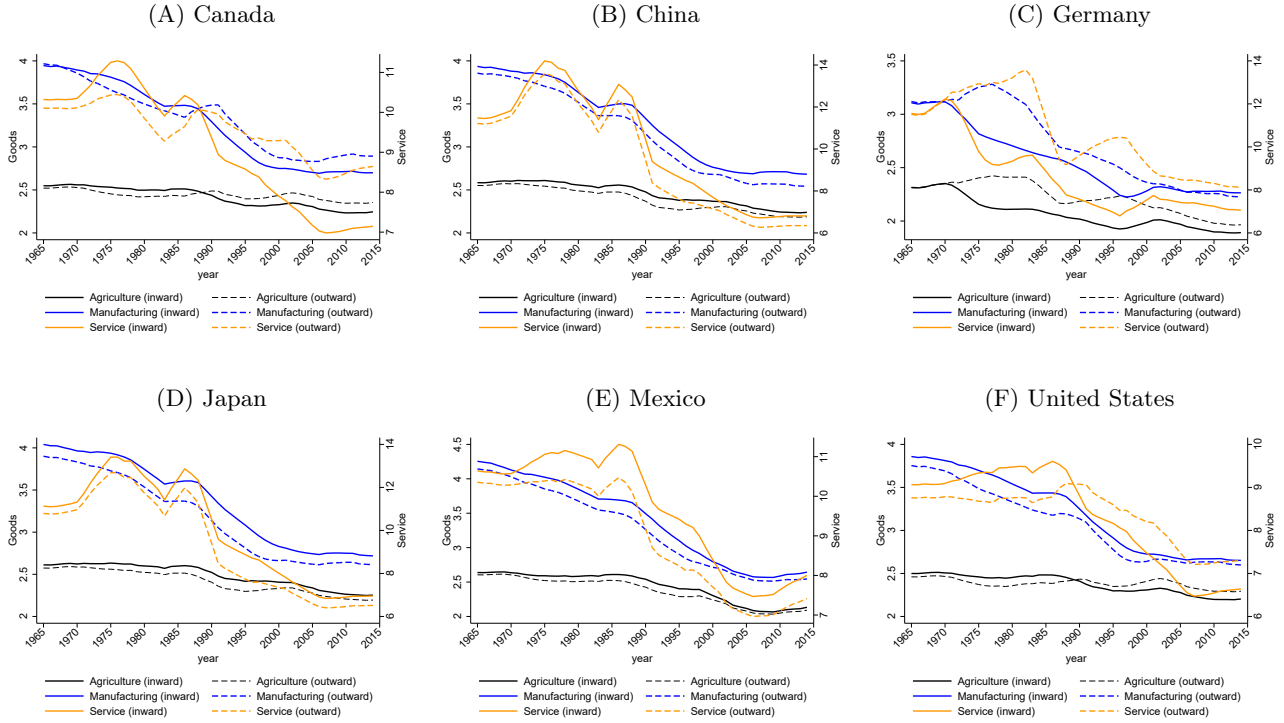 (A) Canada
Goods
2
2.5
3
3.5
4
7
8
9
10
11
Service
1965
1970
1975
1980
1985
1990
1995
2000
2005
2010
2015
year
Agriculture (inward)
Agriculture (outward)
Manufacturing (inward)
Manufacturing (outward)
Service (inward)
Service (outward)
(B) China
Goods
2
2.5
3
3.5
4
6
8
10
12
14
Service
1965
1970
1975
1980
1985
1990
1995
2000
2005
2010
2015
year
Agriculture (inward)
Agriculture (outward)
Manufacturing (inward)
Manufacturing (outward)
Service (inward)
Service (outward)
(C) Germany
Goods
2
2.5
3
3.5
6
8
10
12
14
Service
1965
1970
1975
1980
1985
1990
1995
2000
2005
2010
2015
year
Agriculture (inward)
Agriculture (outward)
Manufacturing (inward)
Manufacturing (outward)
Service (inward)
Service (outward)
(D) Japan
Goods
2
2.5
3
3.5
4
6
8
10
12
14
Service
1965
1970
1975
1980
1985
1990
1995
2000
2005
2010
2015
year
Agriculture (inward)
Agriculture (outward)
Manufacturing (inward)
Manufacturing (outward)
Service (inward)
Service (outward)
(E) Mexico
Goods
2
2.5
3
3.5
4
4.5
7
8
9
10
11
Service
1965
1970
1975
1980
1985
1990
1995
2000
2005
2010
2015
year
Agriculture (inward)
Agriculture (outward)
Manufacturing (inward)
Manufacturing (outward)
Service (inward)
Service (outward)
(F) United States
Goods
2
2.5
3
3.5
4
6
7
8
9
10
Service
1965
1970
1975
1980
1985
1990
1995
2000
2005
2010
2015
year
Agriculture (inward)
Agriculture (outward)
Manufacturing (inward)
Manufacturing (outward)
Service (inward)
Service (outward)